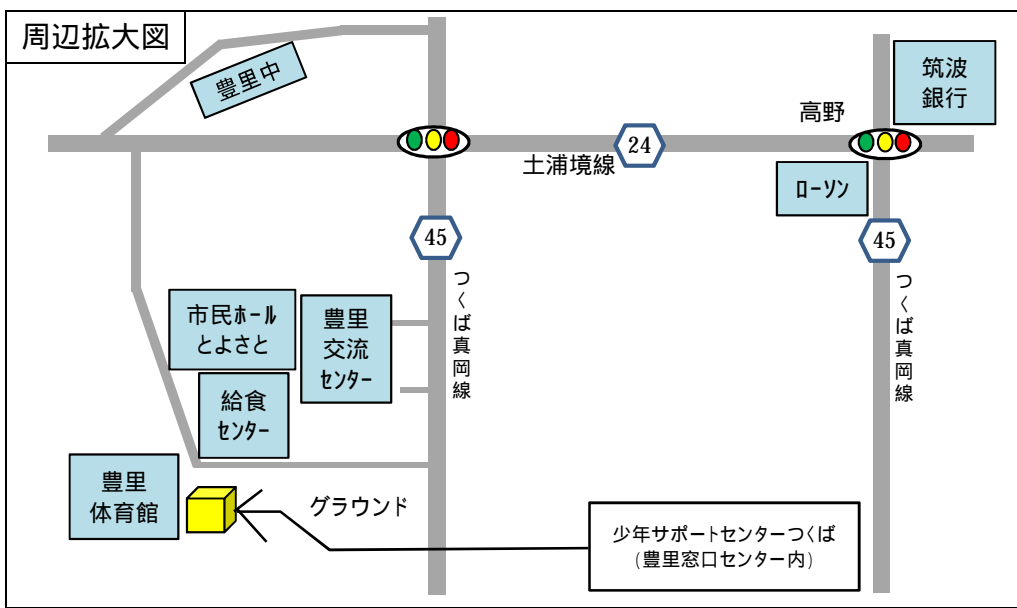 周辺拡大図
豊里中
筑波
銀行
高野
24
土浦境線
ローソン
45
45
つくば真岡線
つくば真岡線
市民ホール
とよさと
豊里
交流
センター
給食
センター
豊里
体育館
グラウンド
少年サポートセンターつくば
(豊里窓口センター内)